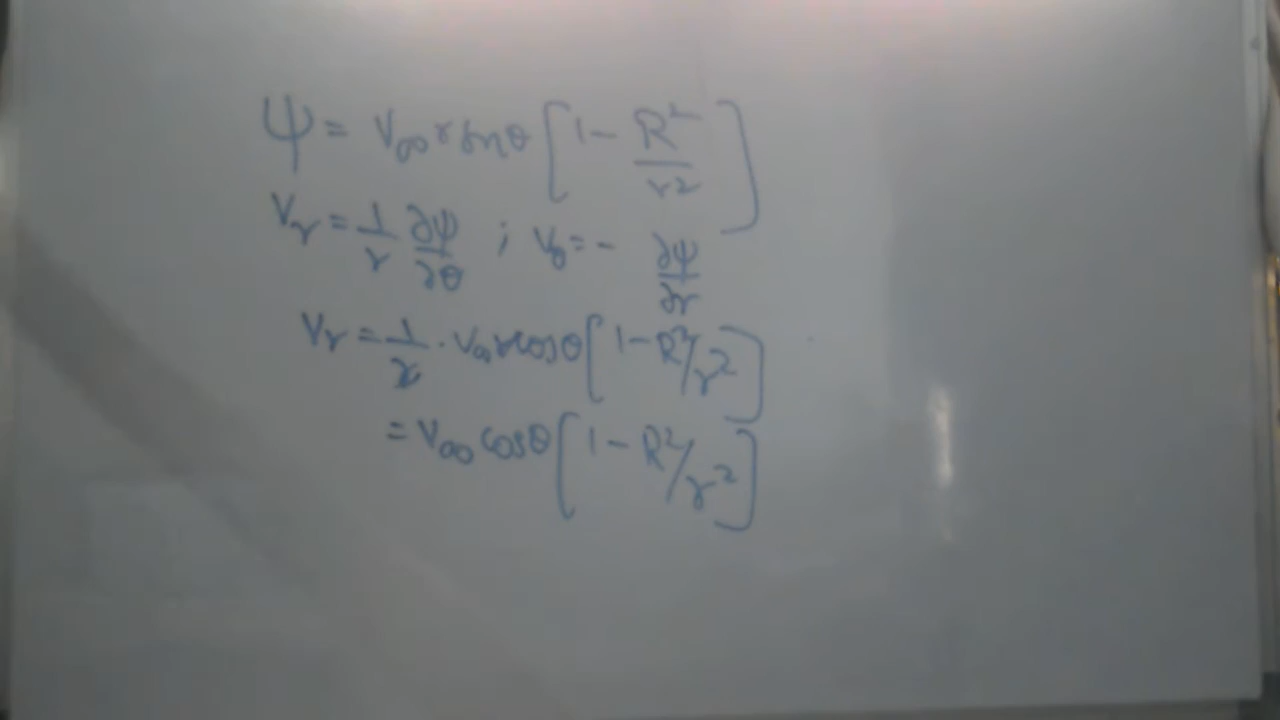 ψ = V∞ r sinθ [1 - R²/r²]
Vr = 1/r ∂ψ/∂θ ; Vθ = - ∂ψ/∂r
Vr = 1/r · V∞ r cosθ [1 - R²/r²]
= V∞ cosθ [1 - R²/r²]